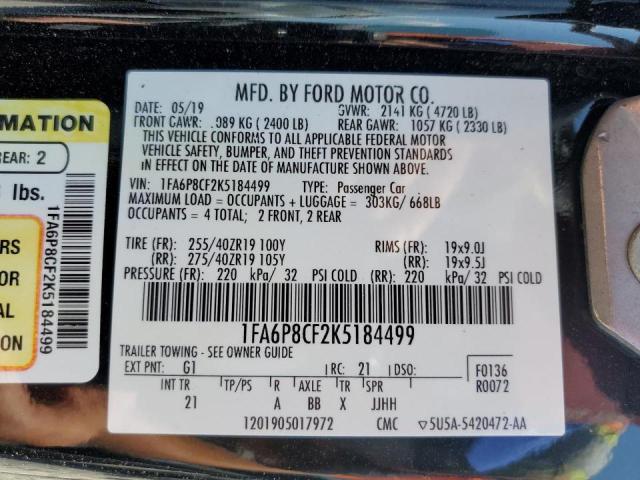 MFD. BY FORD MOTOR CO.
DATE: 05/19 GVWR: 2141 KG ( 4720 LB)
FRONT GAWR: 1089 KG ( 2400 LB) REAR GAWR: 1057 KG ( 2330 LB)
THIS VEHICLE CONFORMS TO ALL APPLICABLE FEDERAL MOTOR
VEHICLE SAFETY, BUMPER, AND THEFT PREVENTION STANDARDS
IN EFFECT ON THE DATE OF MANUFACTURE SHOWN ABOVE.
VIN: 1FA6P8CF2K5184499 TYPE: Passenger Car
MAXIMUM LOAD = OCCUPANTS + LUGGAGE = 303KG/ 668LB
OCCUPANTS = 4 TOTAL; 2 FRONT, 2 REAR
TIRE (FR): 255/40ZR19 100Y RIMS (FR): 19x9.0J
(RR): 275/40ZR19 105Y (RR): 19x9.5J
PRESSURE (FR): 220 kPa/ 32 PSI COLD (RR): 220 kPa/ 32 PSI COLD
1FA6P8CF2K5184499
TRAILER TOWING - SEE OWNER GUIDE
EXT PNT: G1 RC: 21 DSO: F0136
R0072
INT TR TP/PS R AXLE TR SPR
21 A BB X JJHH
1201905017972 CMC ▽5U5A-5420472-AA
MATION
REAR: 2
lbs.
RS
OR
ON
1FA6P8CF2K5184499